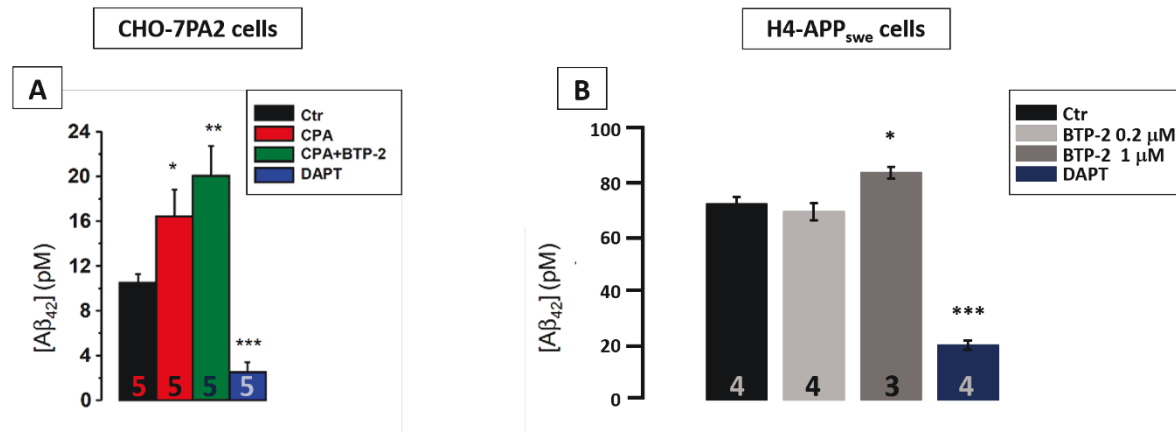 CHO-7PA2 cells
H4-APPswe cells
A
Ctr
CPA
CPA+BTP-2
DAPT
*
**
***
24
20
16
12
8
4
0
[Aβ42] (pM)
5 5 5 5
B
Ctr
BTP-2 0.2 μM
BTP-2 1 μM
DAPT
*
***
100
80
60
40
20
0
[Aβ42] (pM)
4 4 3 4